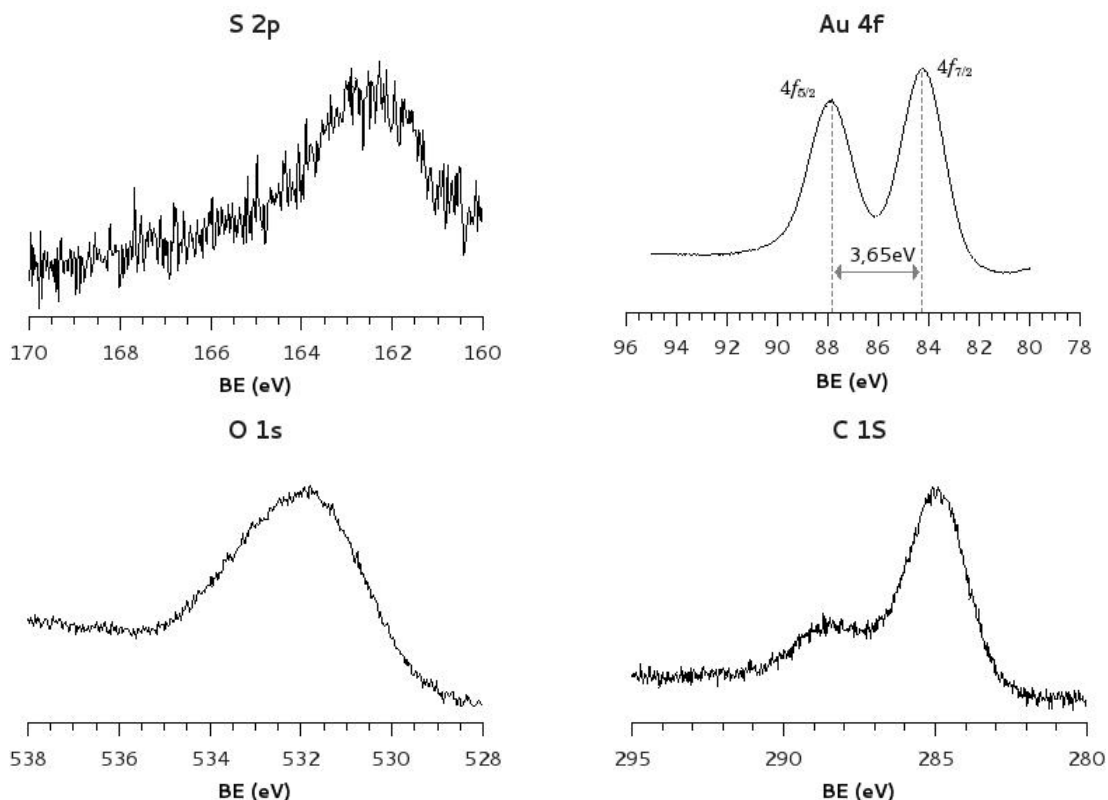 S 2p
170 168 166 164 162 160
BE (eV)
Au 4f
4f5/2
4f7/2
3,65eV
96 94 92 90 88 86 84 82 80 78
BE (eV)
O 1s
538 536 534 532 530 528
BE (eV)
C 1S
295 290 285 280
BE (eV)